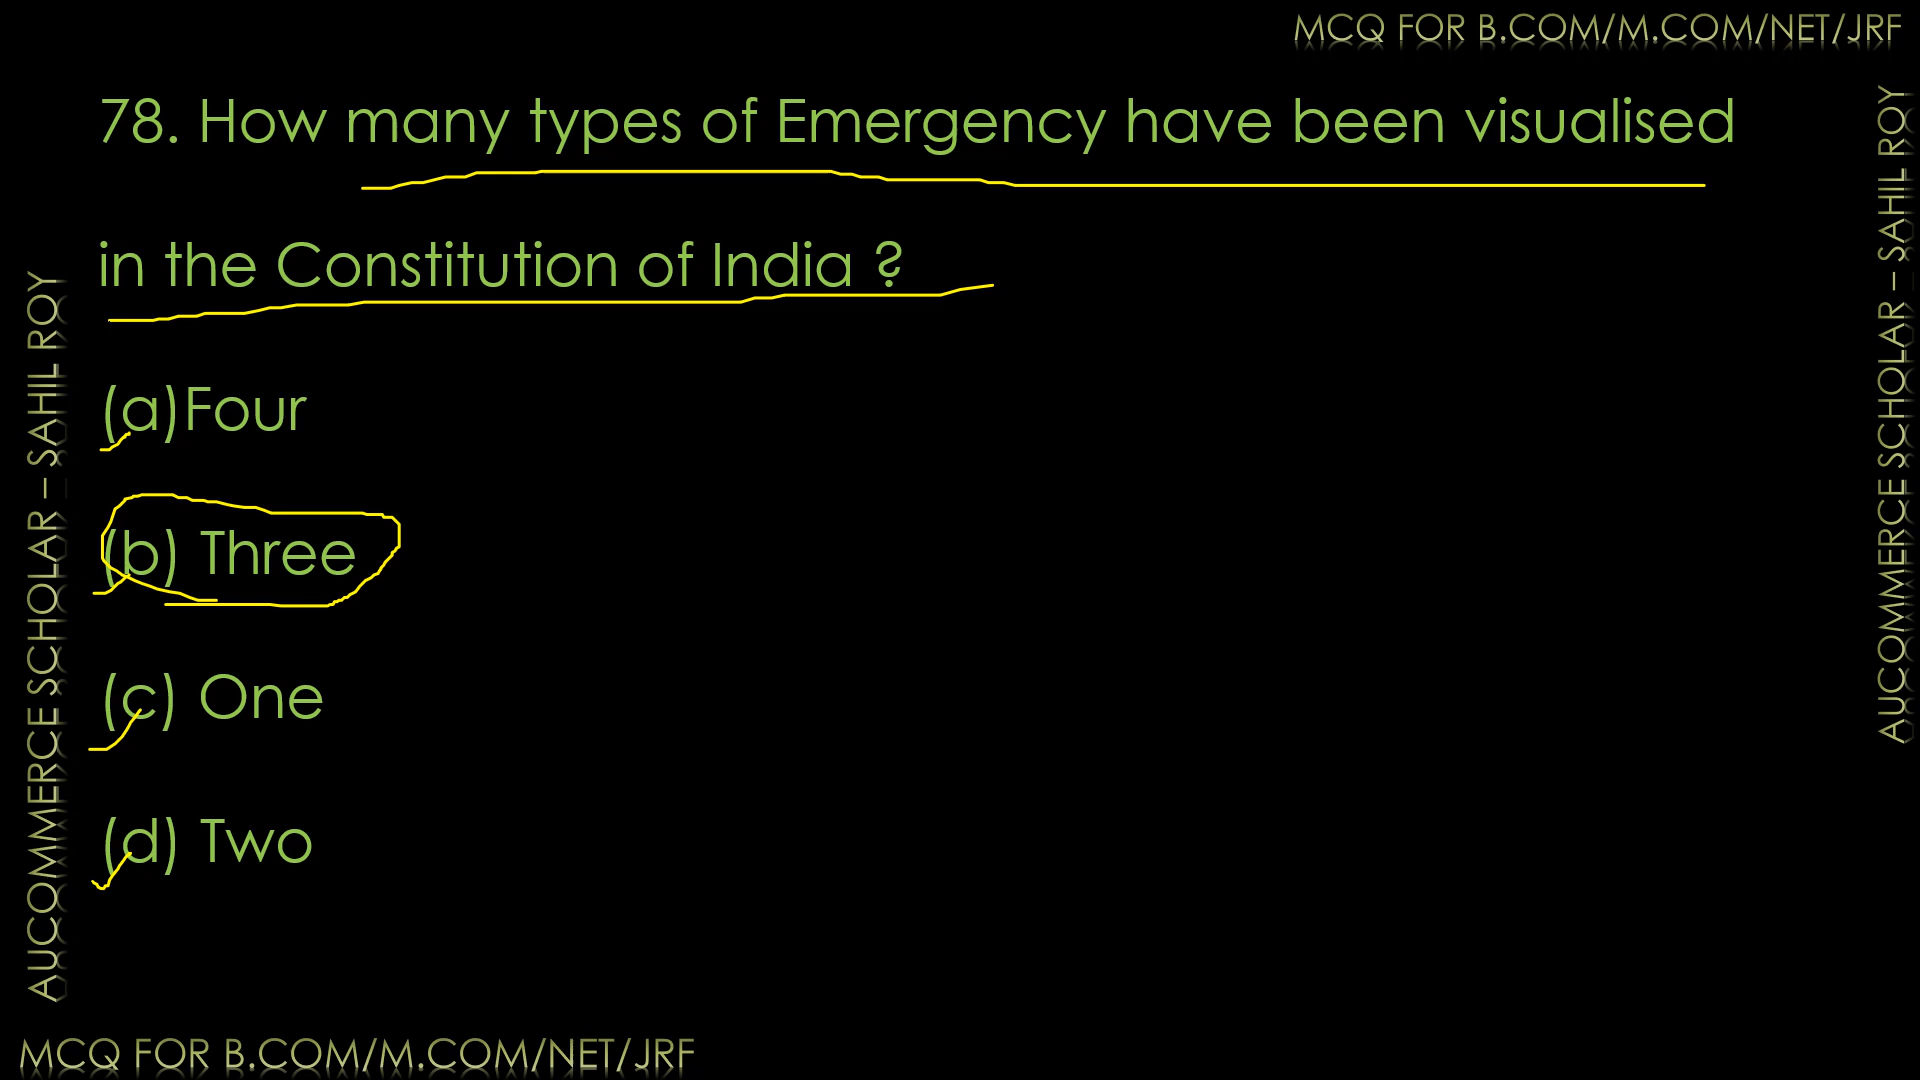 MCQ FOR B.COM/M.COM/NET/JRF
78. How many types of Emergency have been visualised
in the Constitution of India ?
(a)Four
(b) Three
(c) One
(d) Two
AUCOMMERCE SCHOLAR – SAHIL ROY
AUCOMMERCE SCHOLAR – SAHIL ROY
MCQ FOR B.COM/M.COM/NET/JRF